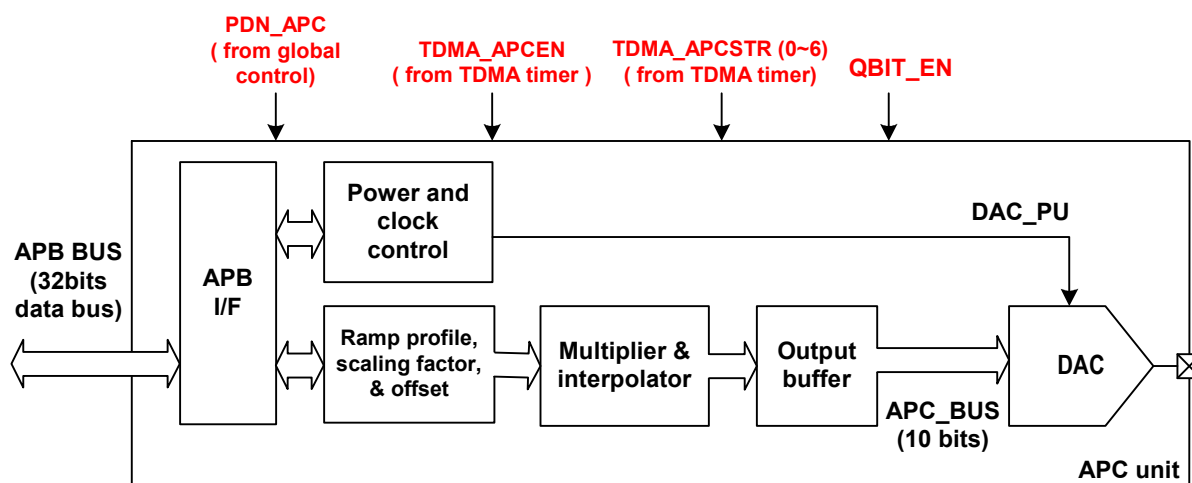 PDN_APC
( from global
control)
TDMA_APCEN
( from TDMA timer )
TDMA_APCSTR (0~6)
( from TDMA timer)
QBIT_EN
APB BUS
(32bits
data bus)
APB
I/F
Power and
clock
control
DAC_PU
Ramp profile,
scaling factor,
& offset
Multiplier &
interpolator
Output
buffer
APC_BUS
(10 bits)
DAC
APC unit